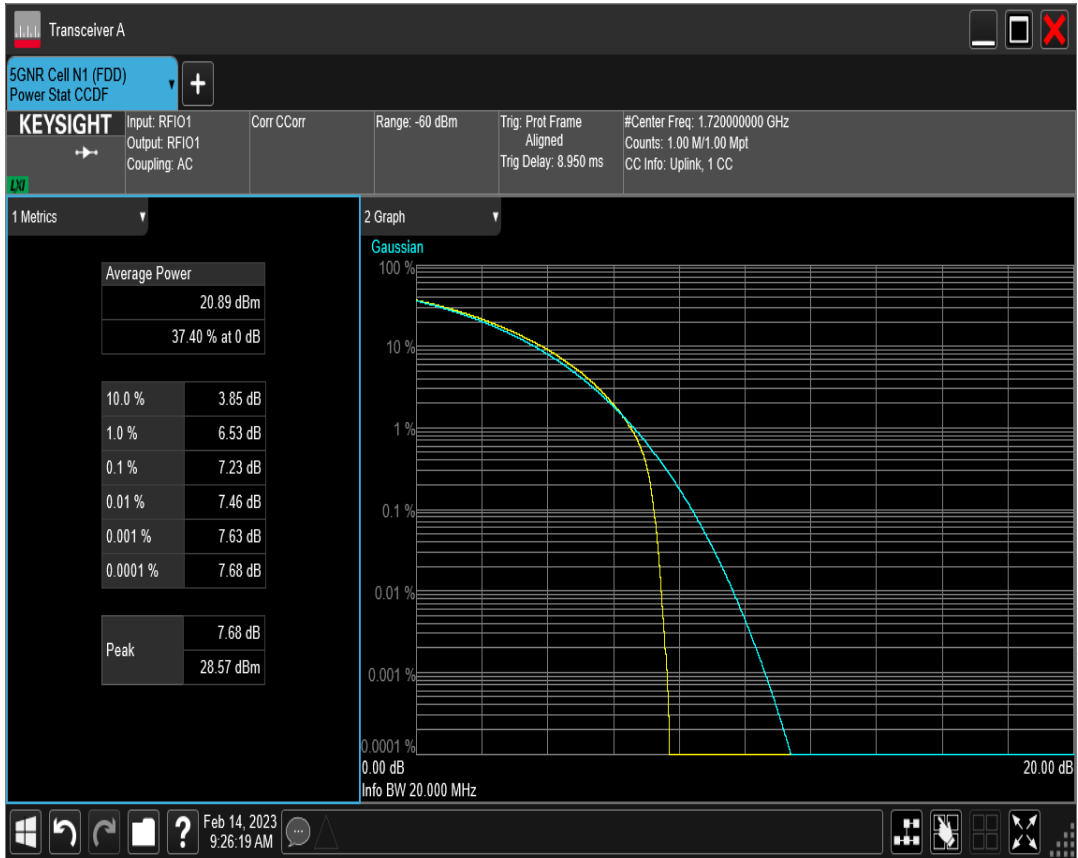 Transceiver A
5GNR Cell N1 (FDD)
Power Stat CCDF
+
KEYSIGHT
LXI
Input: RFIO1
Output: RFIO1
Coupling: AC
Corr CCorr
Range: -60 dBm
Trig: Prot Frame
Aligned
Trig Delay: 8.950 ms
#Center Freq: 1.720000000 GHz
Counts: 1.00 M/1.00 Mpt
CC Info: Uplink, 1 CC
1 Metrics
Average Power
20.89 dBm
37.40 % at 0 dB
10.0 % 3.85 dB
1.0 % 6.53 dB
0.1 % 7.23 dB
0.01 % 7.46 dB
0.001 % 7.63 dB
0.0001 % 7.68 dB
Peak
7.68 dB
28.57 dBm
2 Graph
Gaussian
100 %
10 %
1 %
0.1 %
0.01 %
0.001 %
0.0001 %
0.00 dB 20.00 dB
Info BW 20.000 MHz
?
Feb 14, 2023
9:26:19 AM